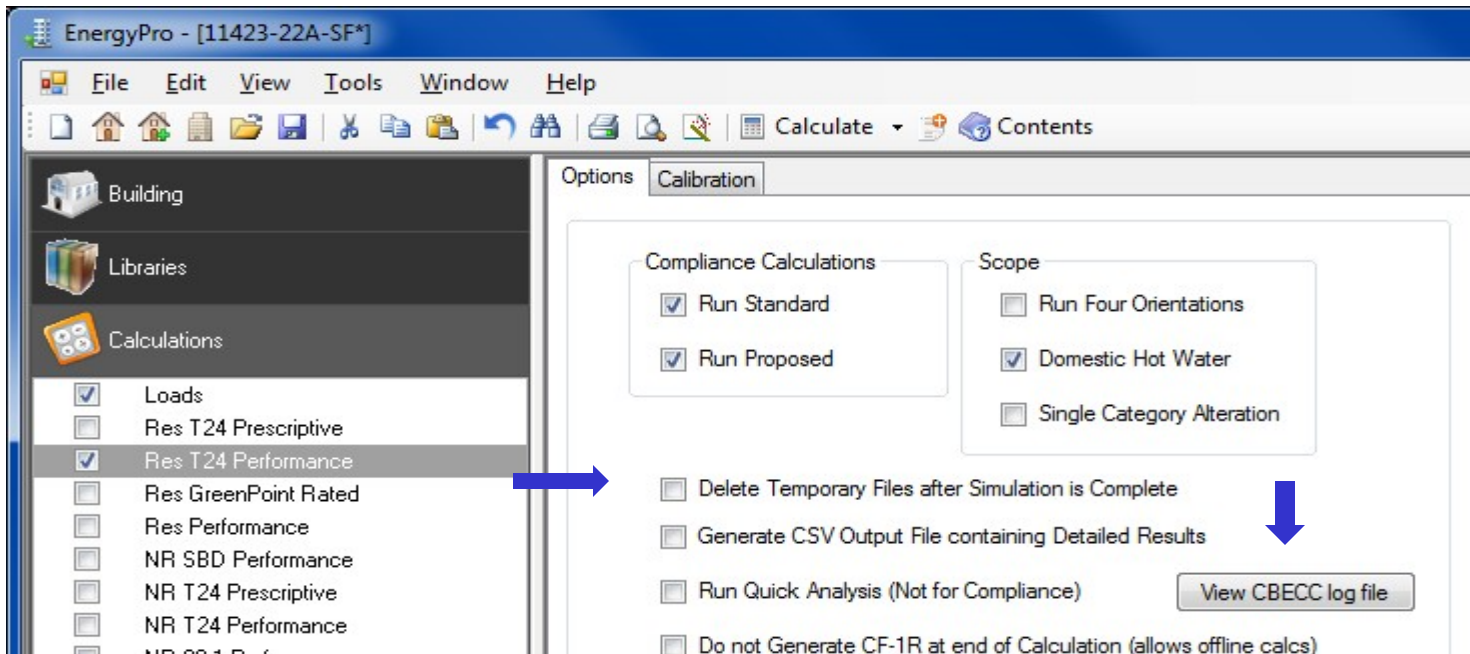 EnergyPro - [11423-22A-SF*]
File Edit View Tools Window Help
Calculate Contents
Options Calibration
Building
Libraries
Calculations
Loads
Res T24 Prescriptive
Res T24 Performance
Res GreenPoint Rated
Res Performance
NR SBD Performance
NR T24 Prescriptive
NR T24 Performance
Compliance Calculations
Run Standard
Run Proposed
Scope
Run Four Orientations
Domestic Hot Water
Single Category Alteration
Delete Temporary Files after Simulation is Complete
Generate CSV Output File containing Detailed Results
Run Quick Analysis (Not for Compliance)
View CBECC log file
Do not Generate CF-1R at end of Calculation (allows offline calcs)